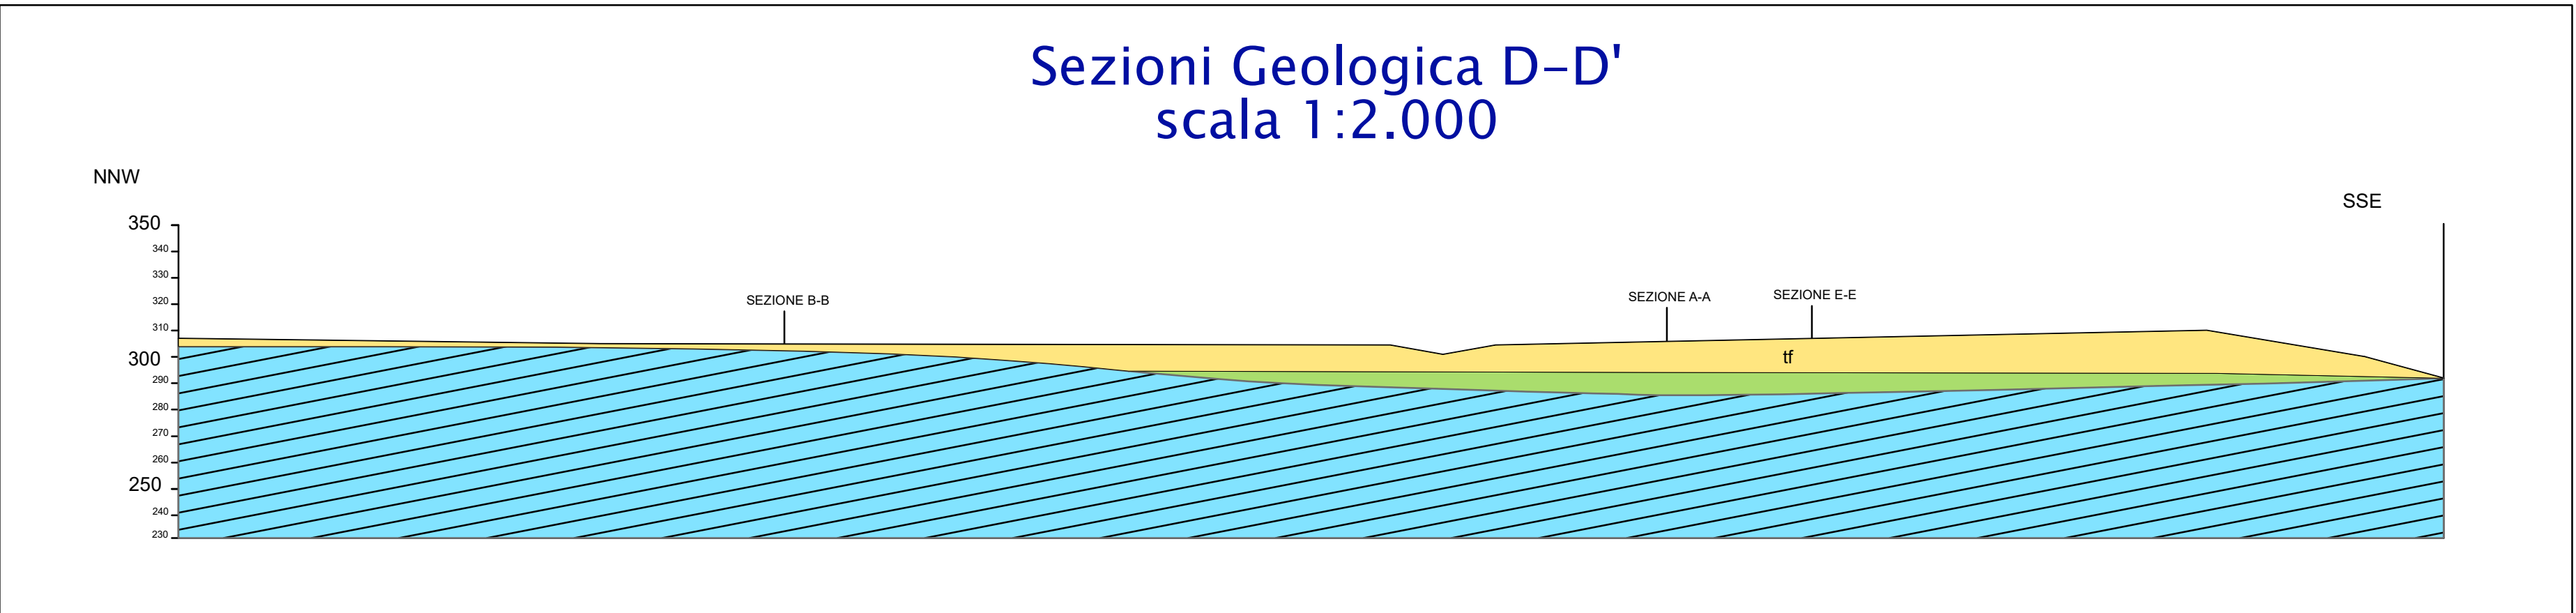 Sezioni Geologica D–D'
scala 1:2.000
NNW
SSE
350
340
330
320
310
300
290
280
270
260
250
240
230
SEZIONE B-B
SEZIONE A-A
SEZIONE E-E
tf